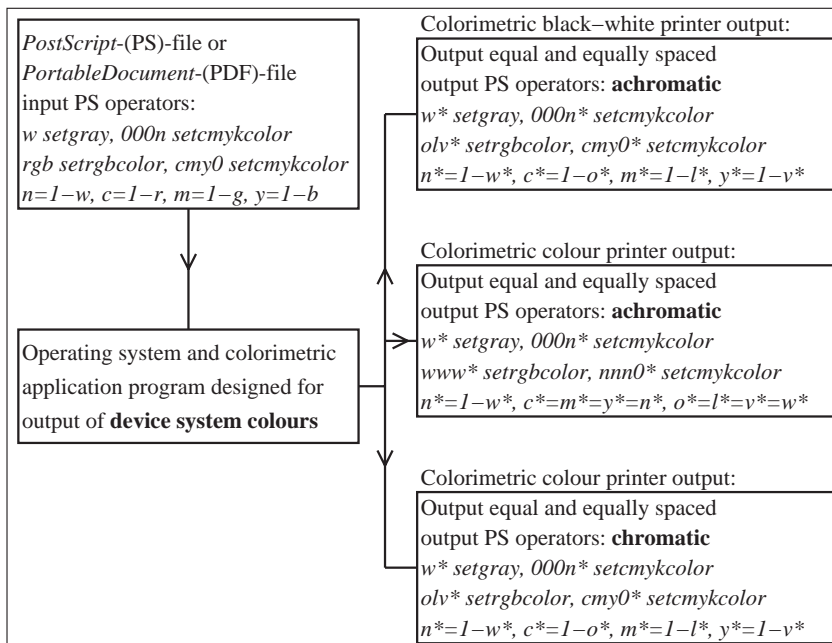 PostScript-(PS)-file or
PortableDocument-(PDF)-file
input PS operators:
w setgray, 000n setcmykcolor
rgb setrgbcolor, cmy0 setcmykcolor
n=1−w, c=1−r, m=1−g, y=1−b
Operating system and colorimetric
application program designed for
output of device system colours
Colorimetric black−white printer output:
Output equal and equally spaced
output PS operators: achromatic
w* setgray, 000n* setcmykcolor
olv* setrgbcolor, cmy0* setcmykcolor
n*=1−w*, c*=1−o*, m*=1−l*, y*=1−v*
Colorimetric colour printer output:
Output equal and equally spaced
output PS operators: achromatic
w* setgray, 000n* setcmykcolor
www* setrgbcolor, nnn0* setcmykcolor
n*=1−w*, c*=m*=y*=n*, o*=l*=v*=w*
Colorimetric colour printer output:
Output equal and equally spaced
output PS operators: chromatic
w* setgray, 000n* setcmykcolor
olv* setrgbcolor, cmy0* setcmykcolor
n*=1−w*, c*=1−o*, m*=1−l*, y*=1−v*